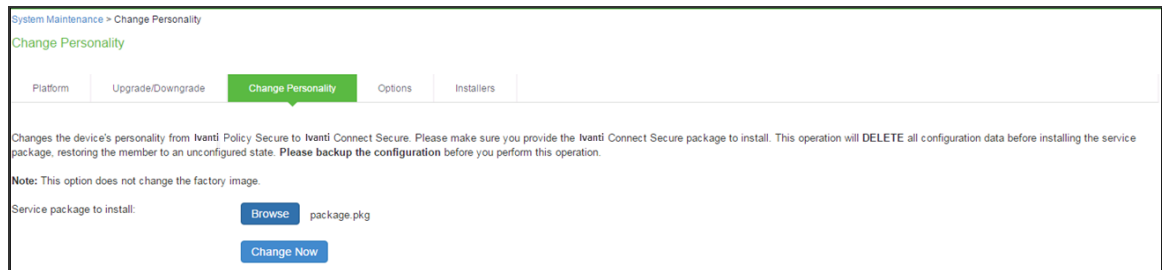 System Maintenance > Change Personality
Change Personality
Platform Upgrade/Downgrade Change Personality Options Installers
Changes the device's personality from Ivanti Policy Secure to Ivanti Connect Secure. Please make sure you provide the Ivanti Connect Secure package to install. This operation will DELETE all configuration data before installing the service
package, restoring the member to an unconfigured state. Please backup the configuration before you perform this operation.
Note: This option does not change the factory image.
Service package to install: Browse package.pkg
Change Now